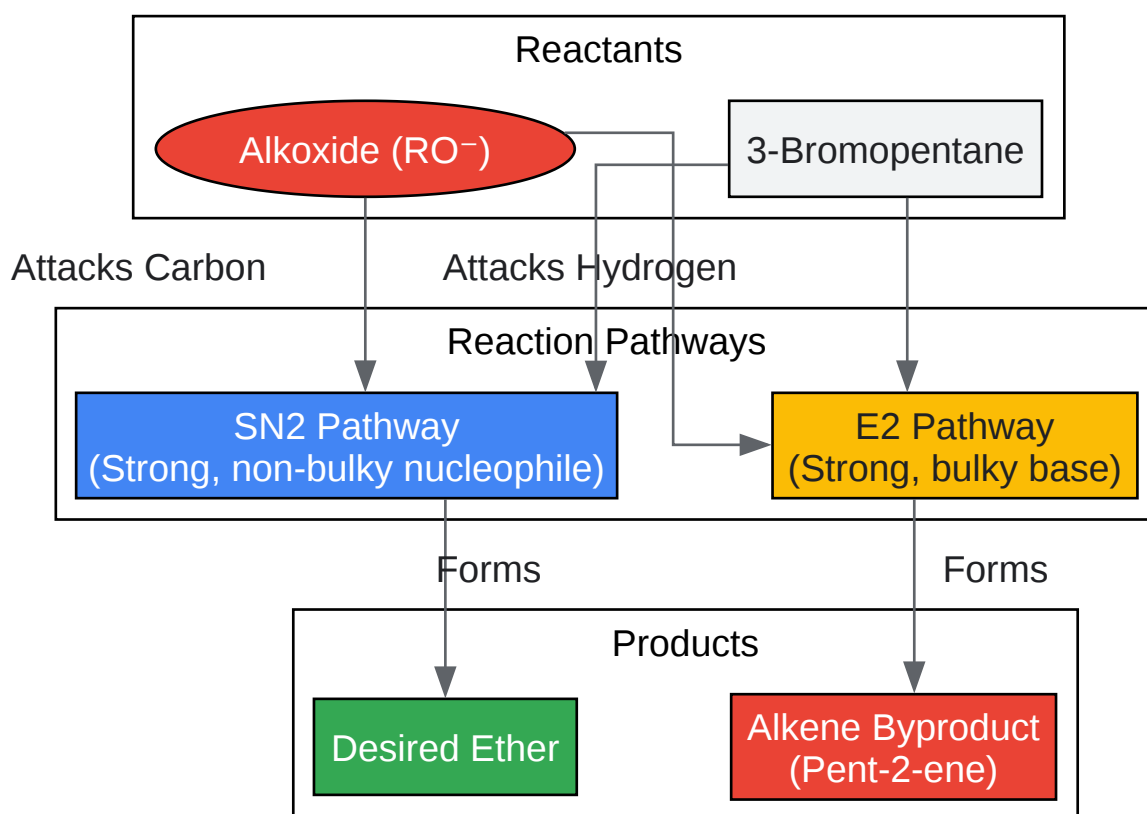 Reactants
Alkoxide (RO⁻)
3-Bromopentane
Attacks Carbon
Attacks Hydrogen
Reaction Pathways
SN2 Pathway
(Strong, non-bulky nucleophile)
E2 Pathway
(Strong, bulky base)
Forms
Forms
Products
Desired Ether
Alkene Byproduct
(Pent-2-ene)